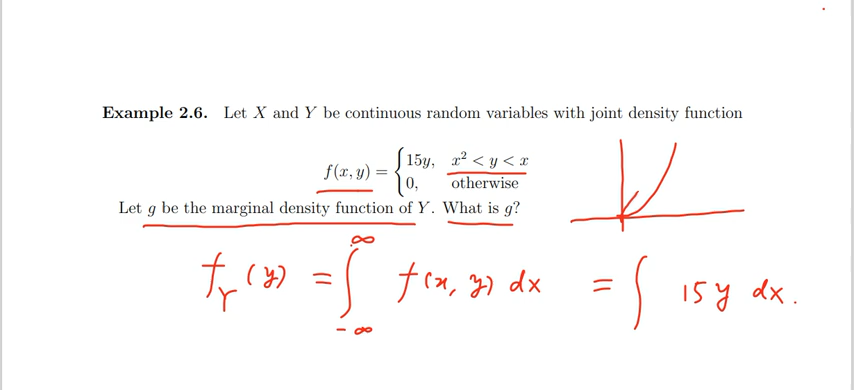 Example 2.6. Let X and Y be continuous random variables with joint density function
f(x, y) = { 15y, x² < y < x
0, otherwise
Let g be the marginal density function of Y. What is g?
f_Y(y) = ∫_{-∞}^{∞} f(x, y) dx = ∫ 15y dx.